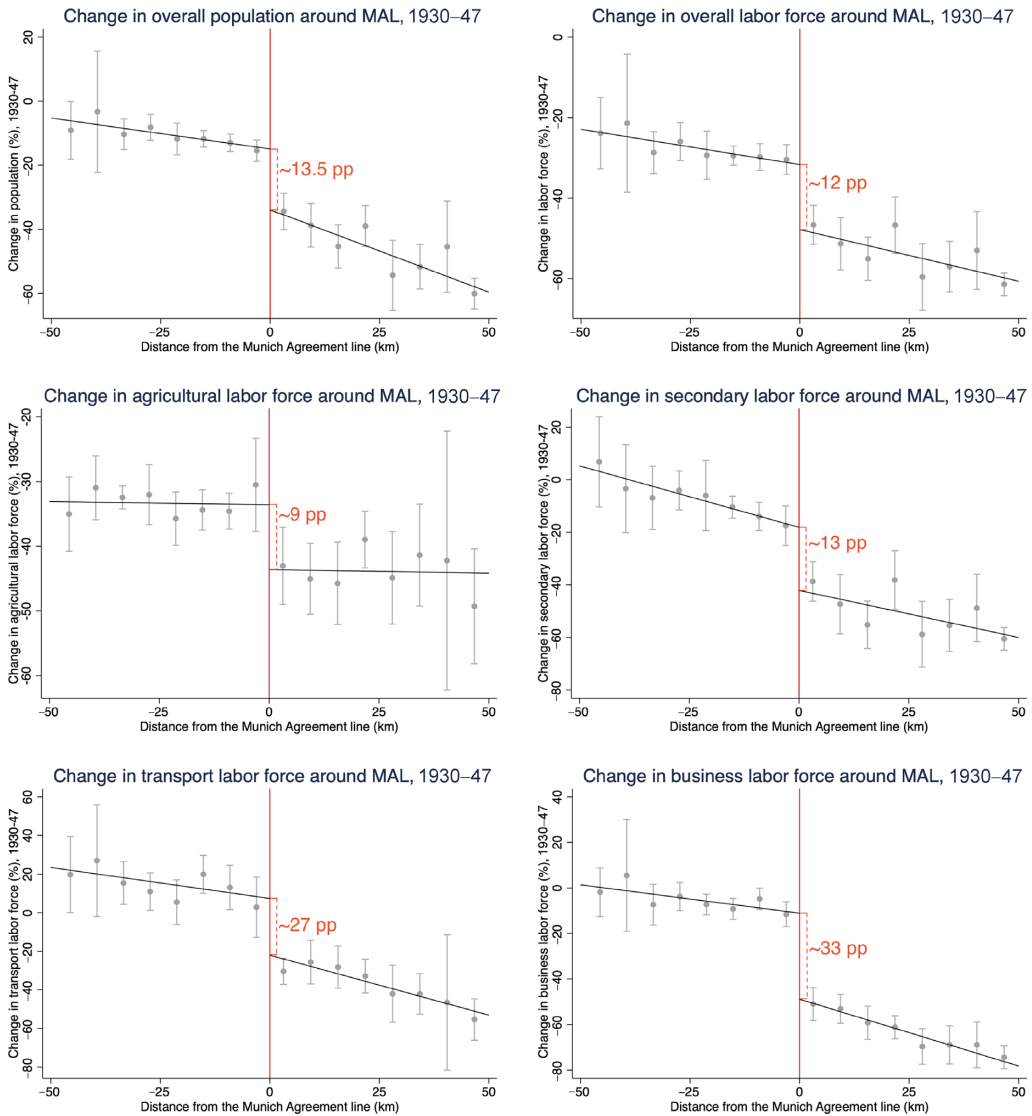 Change in overall population around MAL, 1930–47
Change in population (%), 1930-47
20
0
−20
−40
−60
~13.5 pp
−50
−25
0
25
50
Distance from the Munich Agreement line (km)
Change in overall labor force around MAL, 1930–47
Change in labor force (%), 1930-47
0
−20
−40
−60
~12 pp
−50
−25
0
25
50
Distance from the Munich Agreement line (km)
Change in agricultural labor force around MAL, 1930–47
Change in agricultural labor force (%), 1930-47
−20
−30
−40
−50
−60
~9 pp
−50
−25
0
25
50
Distance from the Munich Agreement line (km)
Change in secondary labor force around MAL, 1930–47
Change in secondary labor force (%), 1930-47
20
0
−20
−40
−60
−80
~13 pp
−50
−25
0
25
50
Distance from the Munich Agreement line (km)
Change in transport labor force around MAL, 1930–47
Change in transport labor force (%), 1930-47
60
40
20
0
−20
−40
−60
−80
~27 pp
−50
−25
0
25
50
Distance from the Munich Agreement line (km)
Change in business labor force around MAL, 1930–47
Change in business labor force (%), 1930–47
40
20
0
−20
−40
−60
−80
~33 pp
−50
−25
0
25
50
Distance from the Munich Agreement line (km)